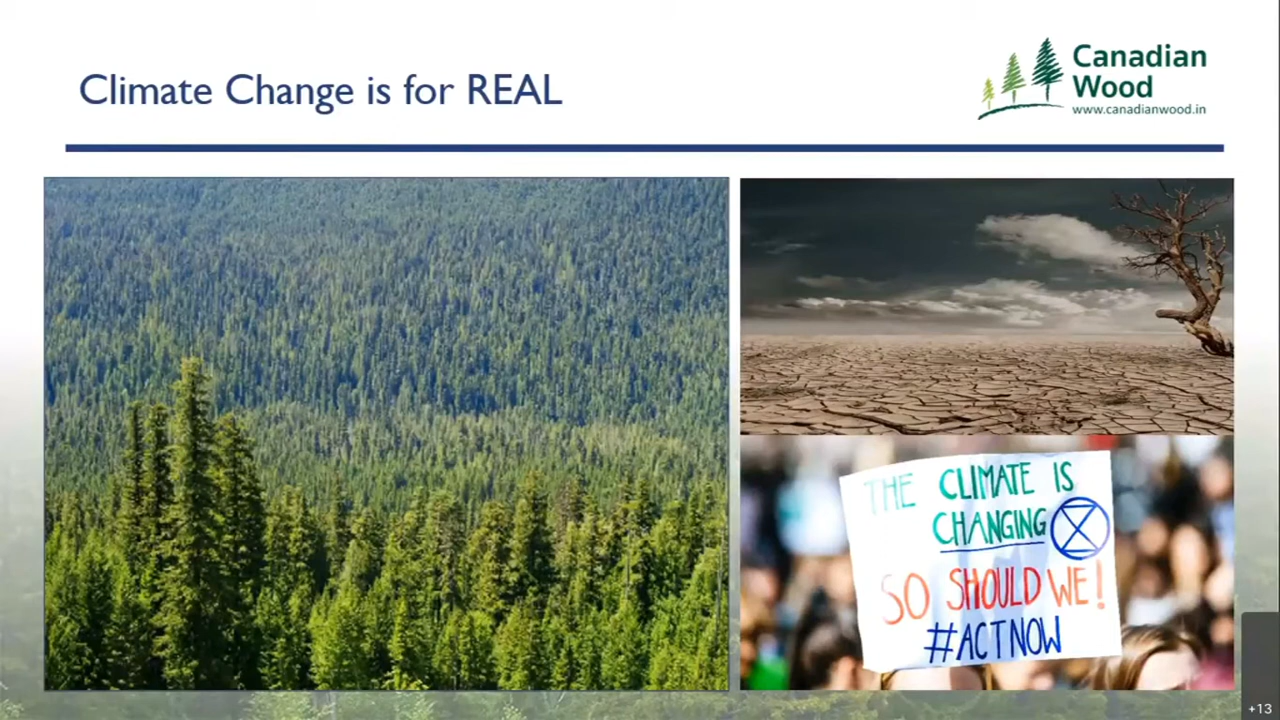 Climate Change is for REAL
Canadian
Wood
www.canadianwood.in
THE CLIMATE IS
CHANGING
SO SHOULD WE!
#ACTNOW
+13